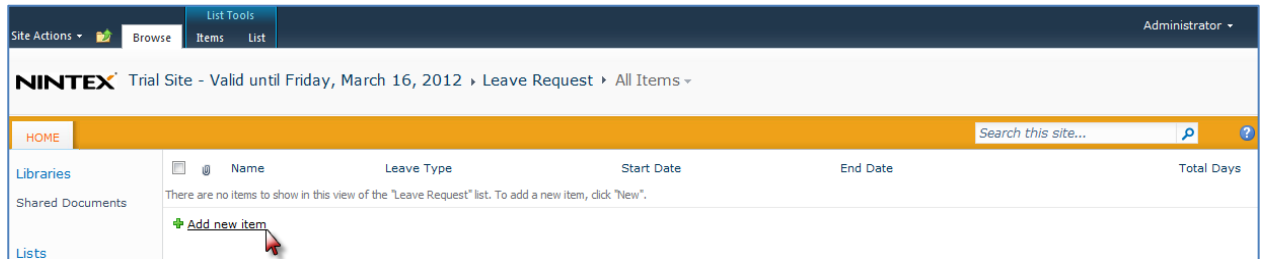 List Tools
Site Actions Browse Items List Administrator
NINTEX Trial Site - Valid until Friday, March 16, 2012 Leave Request All Items
HOME Search this site... ?
Libraries Name Leave Type Start Date End Date Total Days
There are no items to show in this view of the "Leave Request" list. To add a new item, click "New".
Shared Documents
Add new item
Lists